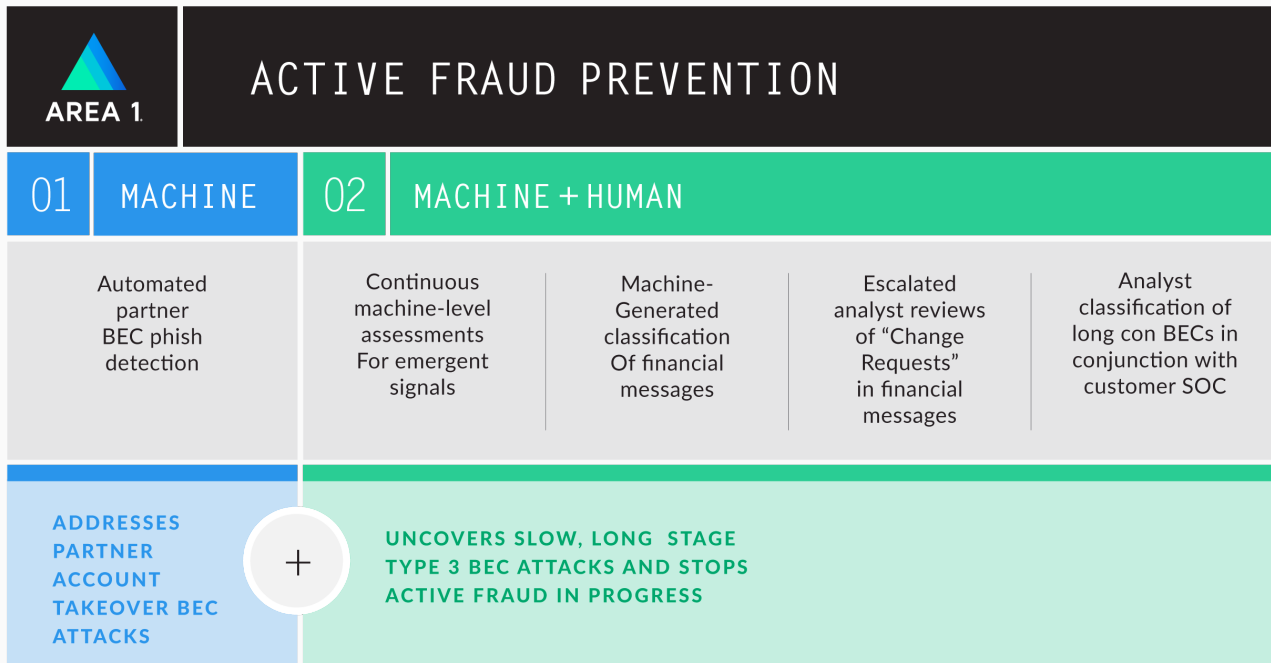 AREA 1.
ACTIVE FRAUD PREVENTION
01
MACHINE
02
MACHINE + HUMAN
Automated
partner
BEC phish
detection
Continuous
machine-level
assessments
For emergent
signals
Machine-
Generated
classification
Of financial
messages
Escalated
analyst reviews
of “Change
Requests”
in financial
messages
Analyst
classification of
long con BECs in
conjunction with
customer SOC
ADDRESSES
PARTNER
ACCOUNT
TAKEOVER BEC
ATTACKS
+
UNCOVERS SLOW, LONG STAGE
TYPE 3 BEC ATTACKS AND STOPS
ACTIVE FRAUD IN PROGRESS